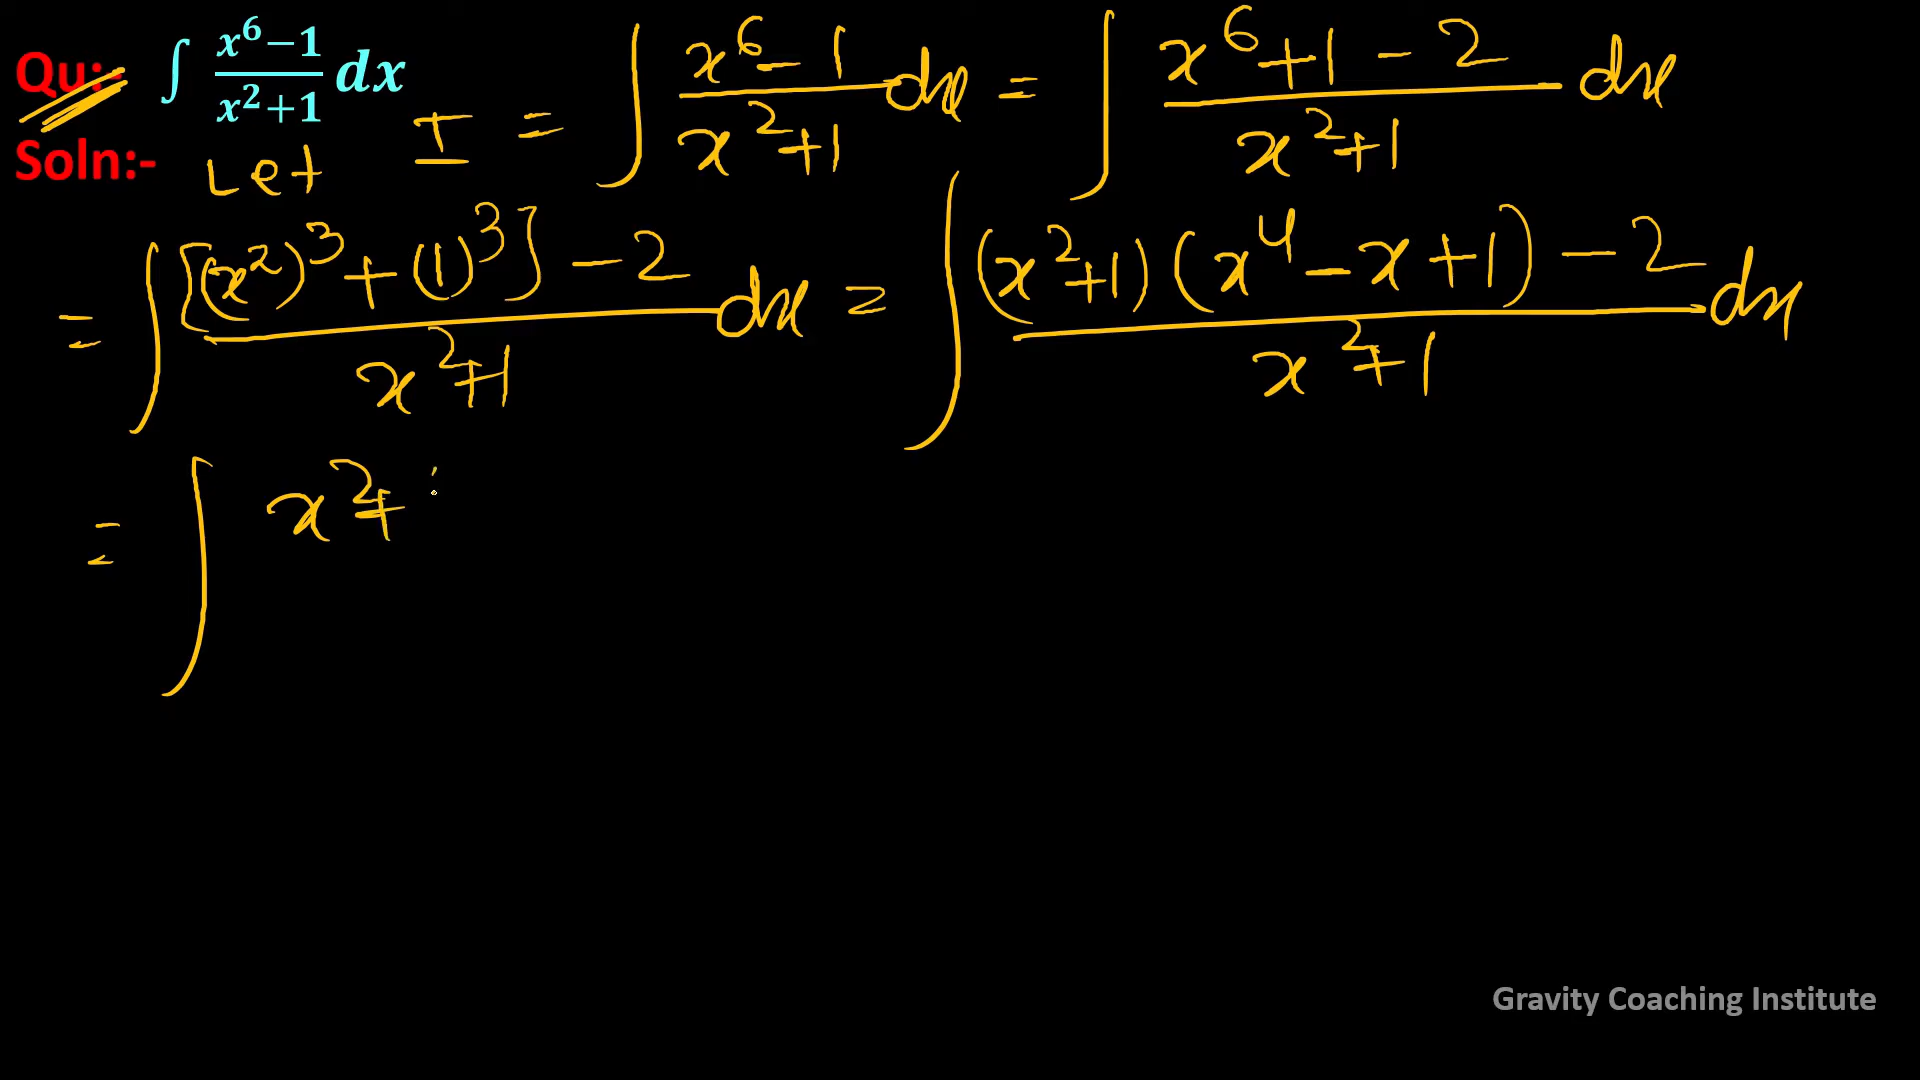 Qu:- ∫ (x⁶−1)/(x²+1) dx
Soln:- Let I = ∫ (x⁶-1)/(x²+1) dx = ∫ (x⁶+1-2)/(x²+1) dx
= ∫ ([(x²)³+(1)³]-2)/(x²+1) dx = ∫ ((x²+1)(x⁴-x+1)-2)/(x²+1) dx
= ∫ x²+
Gravity Coaching Institute